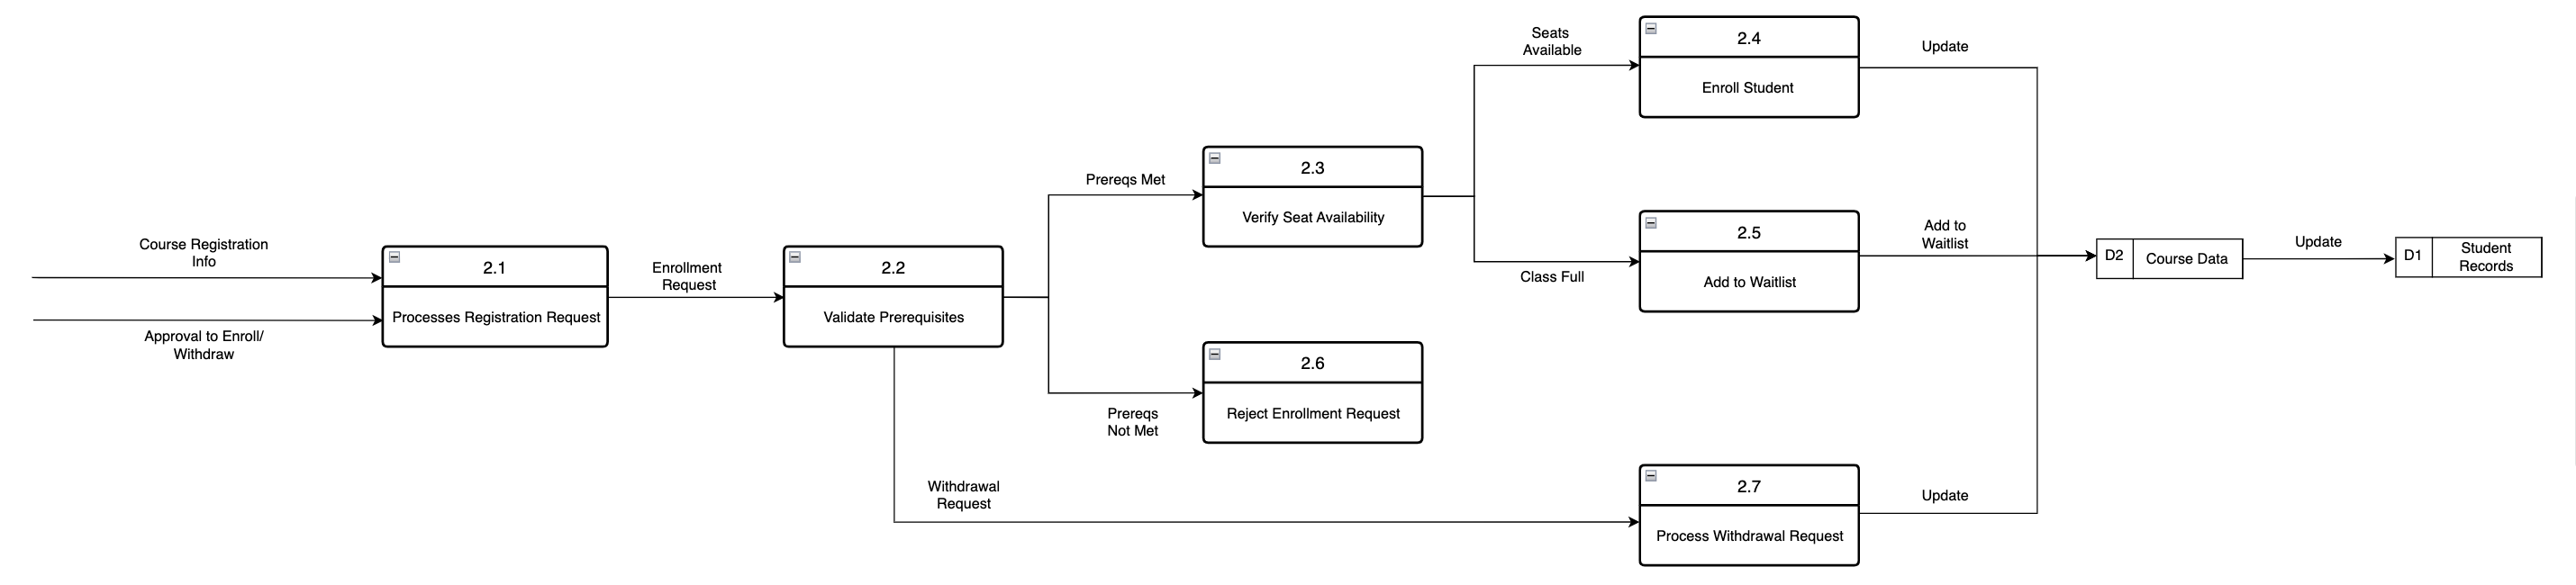 Course Registration
Info
Approval to Enroll/
Withdraw
2.1
Processes Registration Request
Enrollment
Request
2.2
Validate Prerequisites
Prereqs Met
Prereqs
Not Met
Withdrawal
Request
2.3
Verify Seat Availability
2.6
Reject Enrollment Request
Seats
Available
Class Full
2.4
Enroll Student
2.5
Add to Waitlist
2.7
Process Withdrawal Request
Update
Add to
Waitlist
Update
D2
Course Data
Update
D1
Student
Records